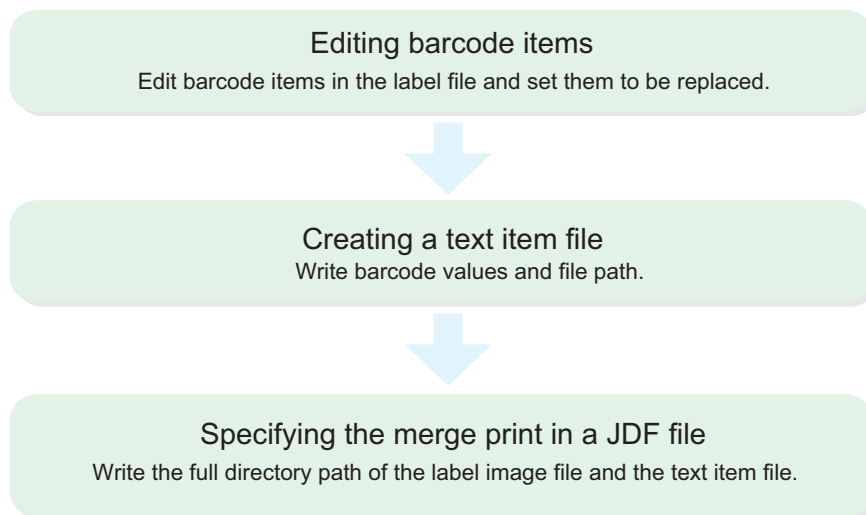 Editing barcode items
Edit barcode items in the label file and set them to be replaced.
Creating a text item file
Write barcode values and file path.
Specifying the merge print in a JDF file
Write the full directory path of the label image file and the text item file.